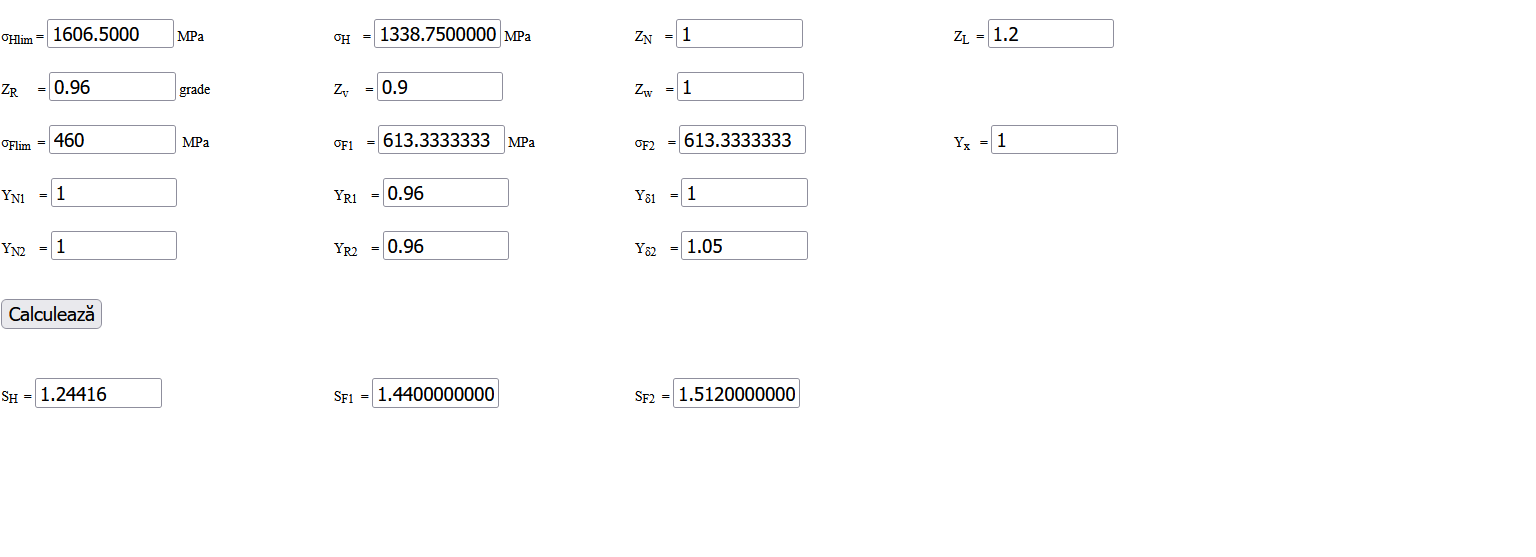 σHlim = 1606.5000 MPa σH = 1338.7500000 MPa ZN = 1 ZL = 1.2
ZR = 0.96 grade Zv = 0.9 Zw = 1
σFlim = 460 MPa σF1 = 613.3333333 MPa σF2 = 613.3333333 Yx = 1
YN1 = 1 YR1 = 0.96 Yδ1 = 1
YN2 = 1 YR2 = 0.96 Yδ2 = 1.05
Calculează
SH = 1.24416 SF1 = 1.4400000000 SF2 = 1.5120000000